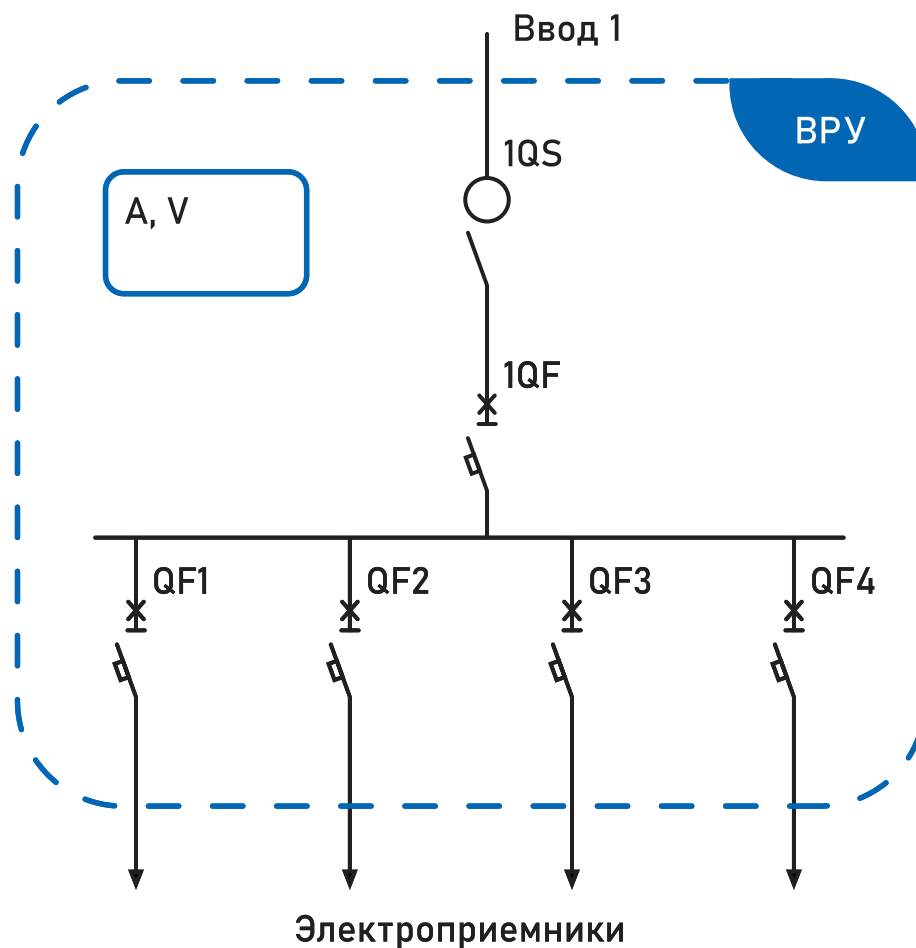 Ввод 1
ВРУ
1QS
A, V
1QF
QF1 QF2 QF3 QF4
Электроприемники